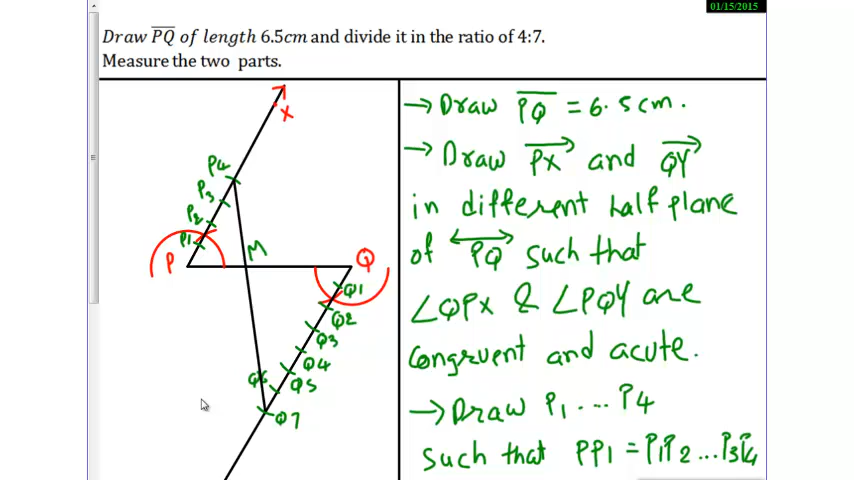 01/15/2015
Draw PQ of length 6.5cm and divide it in the ratio of 4:7.
Measure the two parts.
X
P4
P3
P2
P1
P
M
Q
Q1
Q2
Q3
Q4
Q5
Q6
Q7
→Draw PQ = 6.5cm.
→Draw PX and QY
in different half plane
of PQ such that
∠QPX & ∠PQY are
congruent and acute.
→Draw P1...P4
such that PP1 = P1P2...P3P4